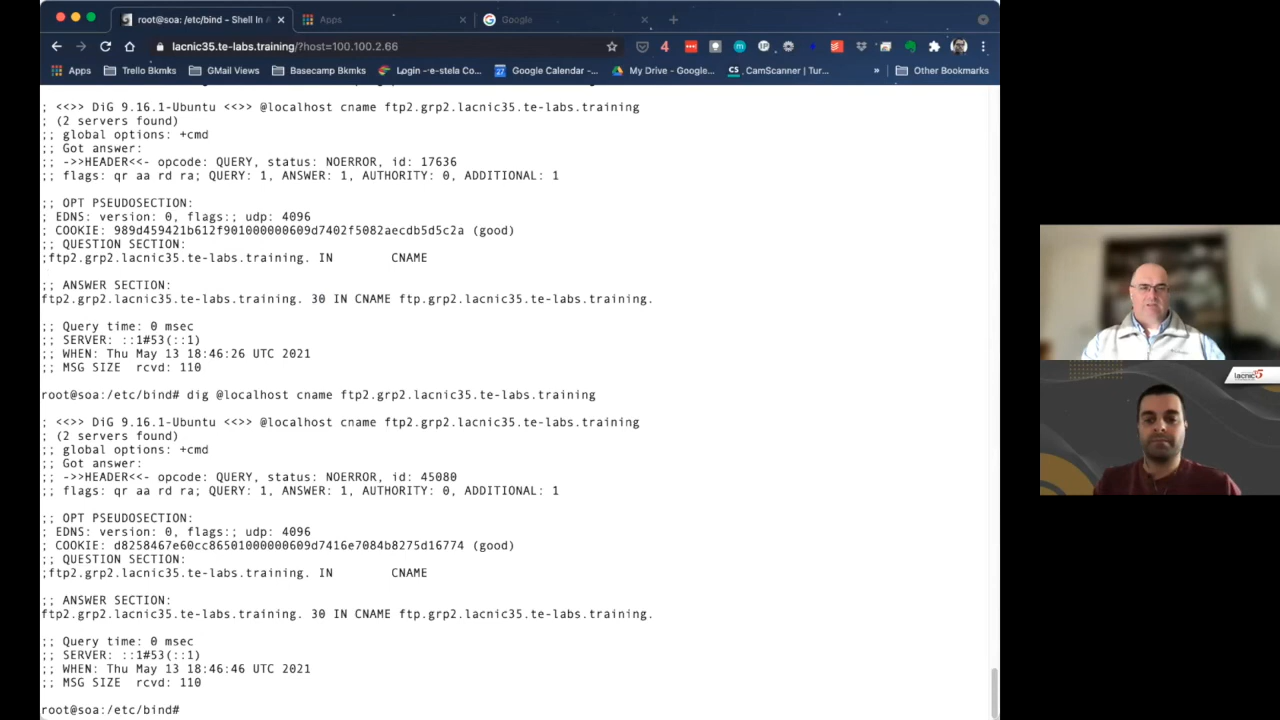 root@soa: /etc/bind - Shell In A
Apps
Google
lacnic35.te-labs.training/?host=100.100.2.66
4
Apps
Trello Bkmks
GMail Views
Basecamp Bkmks
Login - e-stela Co...
27
Google Calendar -...
My Drive - Google...
CS
CamScanner | Tur...
»
Other Bookmarks
; <<>> DiG 9.16.1-Ubuntu <<>> @localhost cname ftp2.grp2.lacnic35.te-labs.training
; (2 servers found)
;; global options: +cmd
;; Got answer:
;; ->>HEADER<<- opcode: QUERY, status: NOERROR, id: 17636
;; flags: qr aa rd ra; QUERY: 1, ANSWER: 1, AUTHORITY: 0, ADDITIONAL: 1
;; OPT PSEUDOSECTION:
; EDNS: version: 0, flags:; udp: 4096
; COOKIE: 989d459421b612f901000000609d7402f5082aecdb5d5c2a (good)
;; QUESTION SECTION:
;ftp2.grp2.lacnic35.te-labs.training. IN CNAME
;; ANSWER SECTION:
ftp2.grp2.lacnic35.te-labs.training. 30 IN CNAME ftp.grp2.lacnic35.te-labs.training.
;; Query time: 0 msec
;; SERVER: ::1#53(::1)
;; WHEN: Thu May 13 18:46:26 UTC 2021
;; MSG SIZE rcvd: 110
root@soa:/etc/bind# dig @localhost cname ftp2.grp2.lacnic35.te-labs.training
; <<>> DiG 9.16.1-Ubuntu <<>> @localhost cname ftp2.grp2.lacnic35.te-labs.training
; (2 servers found)
;; global options: +cmd
;; Got answer:
;; ->>HEADER<<- opcode: QUERY, status: NOERROR, id: 45080
;; flags: qr aa rd ra; QUERY: 1, ANSWER: 1, AUTHORITY: 0, ADDITIONAL: 1
;; OPT PSEUDOSECTION:
; EDNS: version: 0, flags:; udp: 4096
; COOKIE: d8258467e60cc86501000000609d7416e7084b8275d16774 (good)
;; QUESTION SECTION:
;ftp2.grp2.lacnic35.te-labs.training. IN CNAME
;; ANSWER SECTION:
ftp2.grp2.lacnic35.te-labs.training. 30 IN CNAME ftp.grp2.lacnic35.te-labs.training.
;; Query time: 0 msec
;; SERVER: ::1#53(::1)
;; WHEN: Thu May 13 18:46:46 UTC 2021
;; MSG SIZE rcvd: 110
root@soa:/etc/bind#
lacnic35